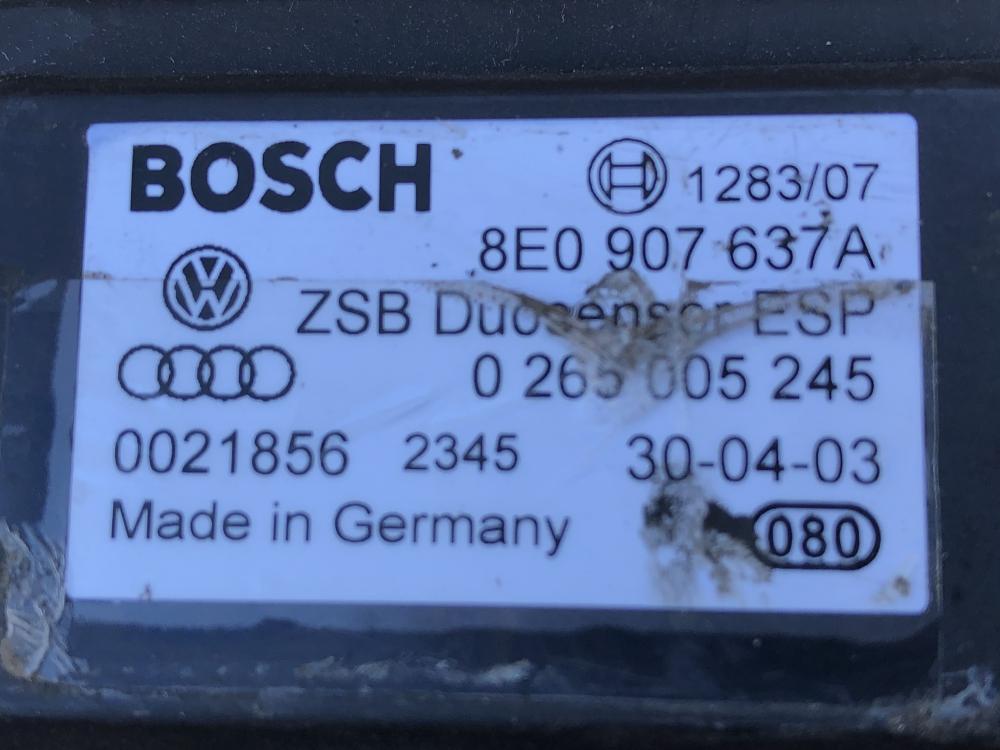 BOSCH
1283/07
8E0 907 637A
ZSB Duosensor ESP
0 265 005 245
0021856 2345 30-04-03
Made in Germany
080